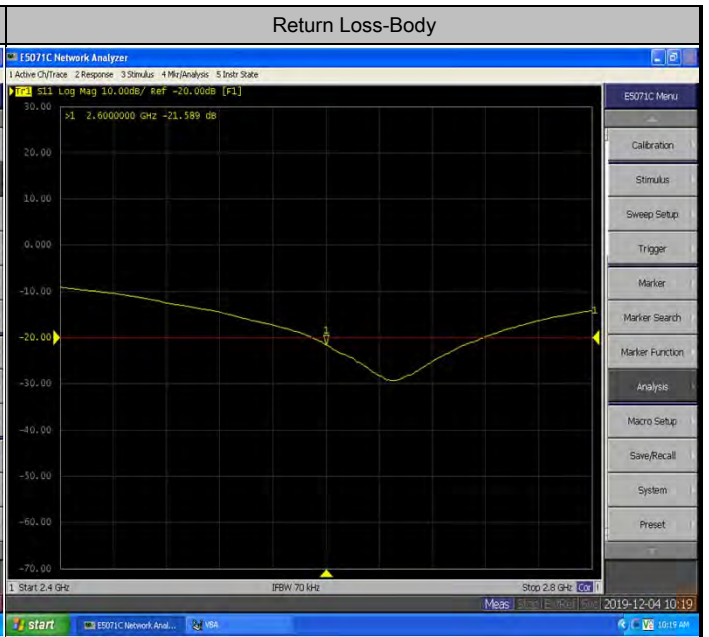 Return Loss-Body
E5071C Network Analyzer
1 Active Ch/Trace 2 Response 3 Stimulus 4 Mkr/Analysis 5 Instr State
Tr1 S11 Log Mag 10.00dB/ Ref -20.00dB [F1]
E5071C Menu
30.00
>1 2.6000000 GHz -21.589 dB
20.00
10.00
0.000
-10.00
-20.00
-30.00
-40.00
-50.00
-60.00
-70.00
1
1
Calibration
Stimulus
Sweep Setup
Trigger
Marker
Marker Search
Marker Function
Analysis
Macro Setup
Save/Recall
System
Preset
1 Start 2.4 GHz
IFBW 70 kHz
Stop 2.8 GHz Cor !
Meas
2019-12-04 10:19
start
E5071C Network Anal...
VBA
10:19 AM